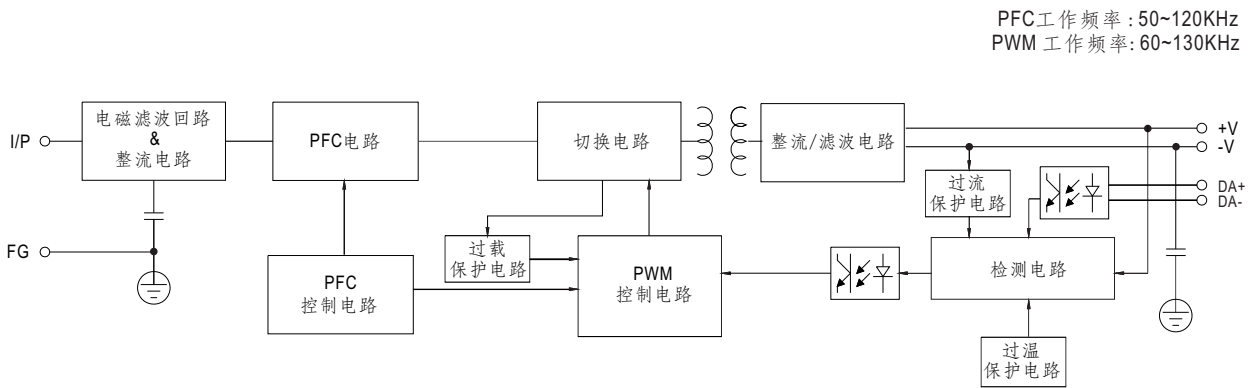 PFC工作频率：50~120KHz
PWM 工作频率：60~130KHz
I/P
电磁滤波回路
&
整流电路
PFC电路
切换电路
整流/滤波电路
+V
-V
DA+
DA-
过流
保护电路
FG
过载
保护电路
PFC
控制电路
PWM
控制电路
检测电路
过温
保护电路